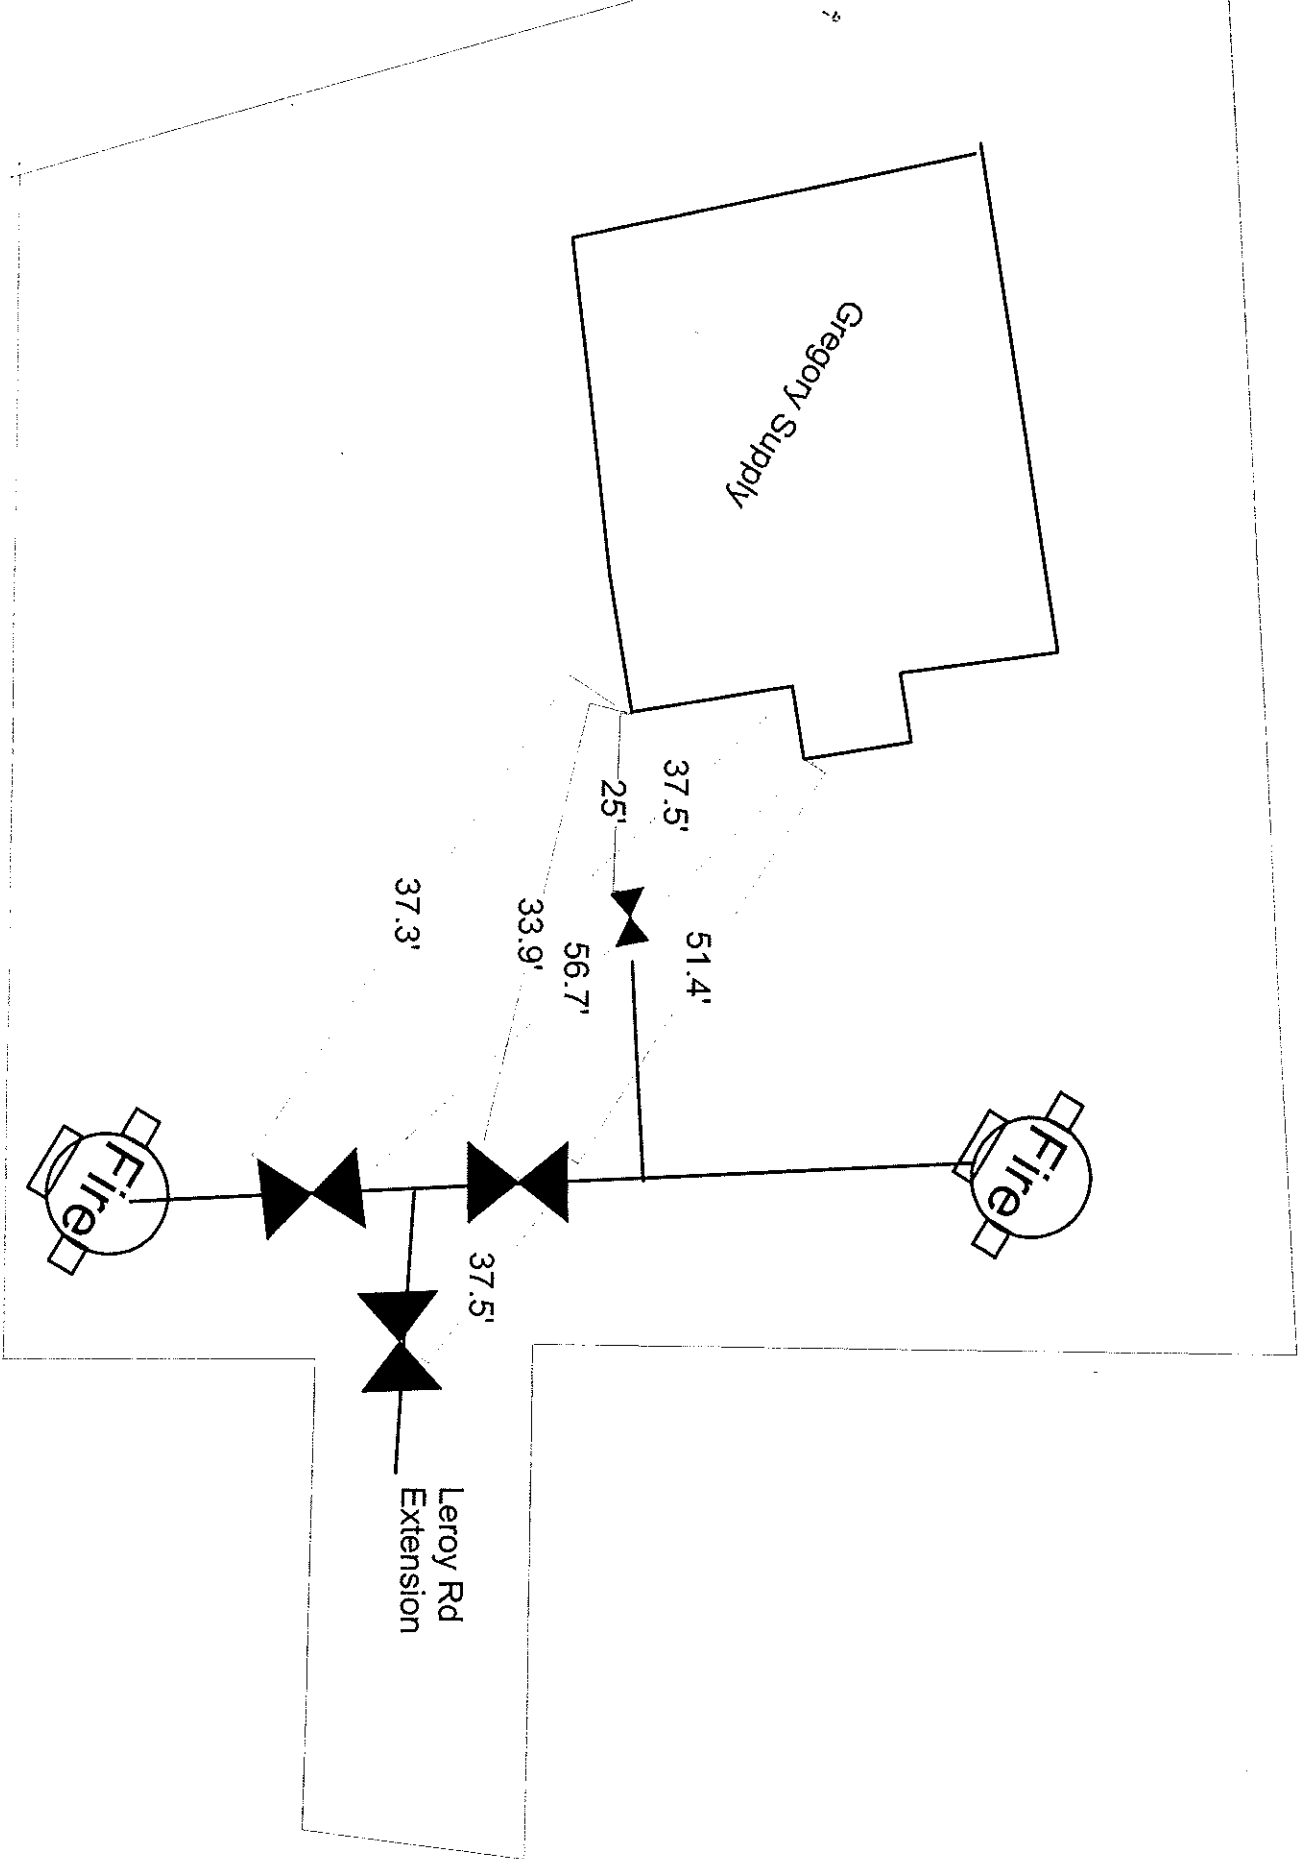 Gregory Supply
37.5'
25'
51.4'
56.7'
33.9'
37.3'
Fire
Fire
37.5'
Leroy Rd
Extension